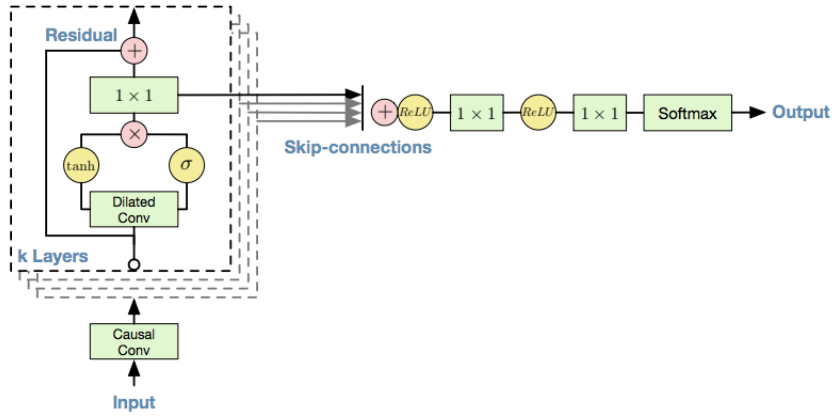 Residual
+
1 × 1
×
tanh
σ
Dilated
Conv
k Layers
Causal
Conv
Input
Skip-connections
+
ReLU
1 × 1
ReLU
1 × 1
Softmax
Output